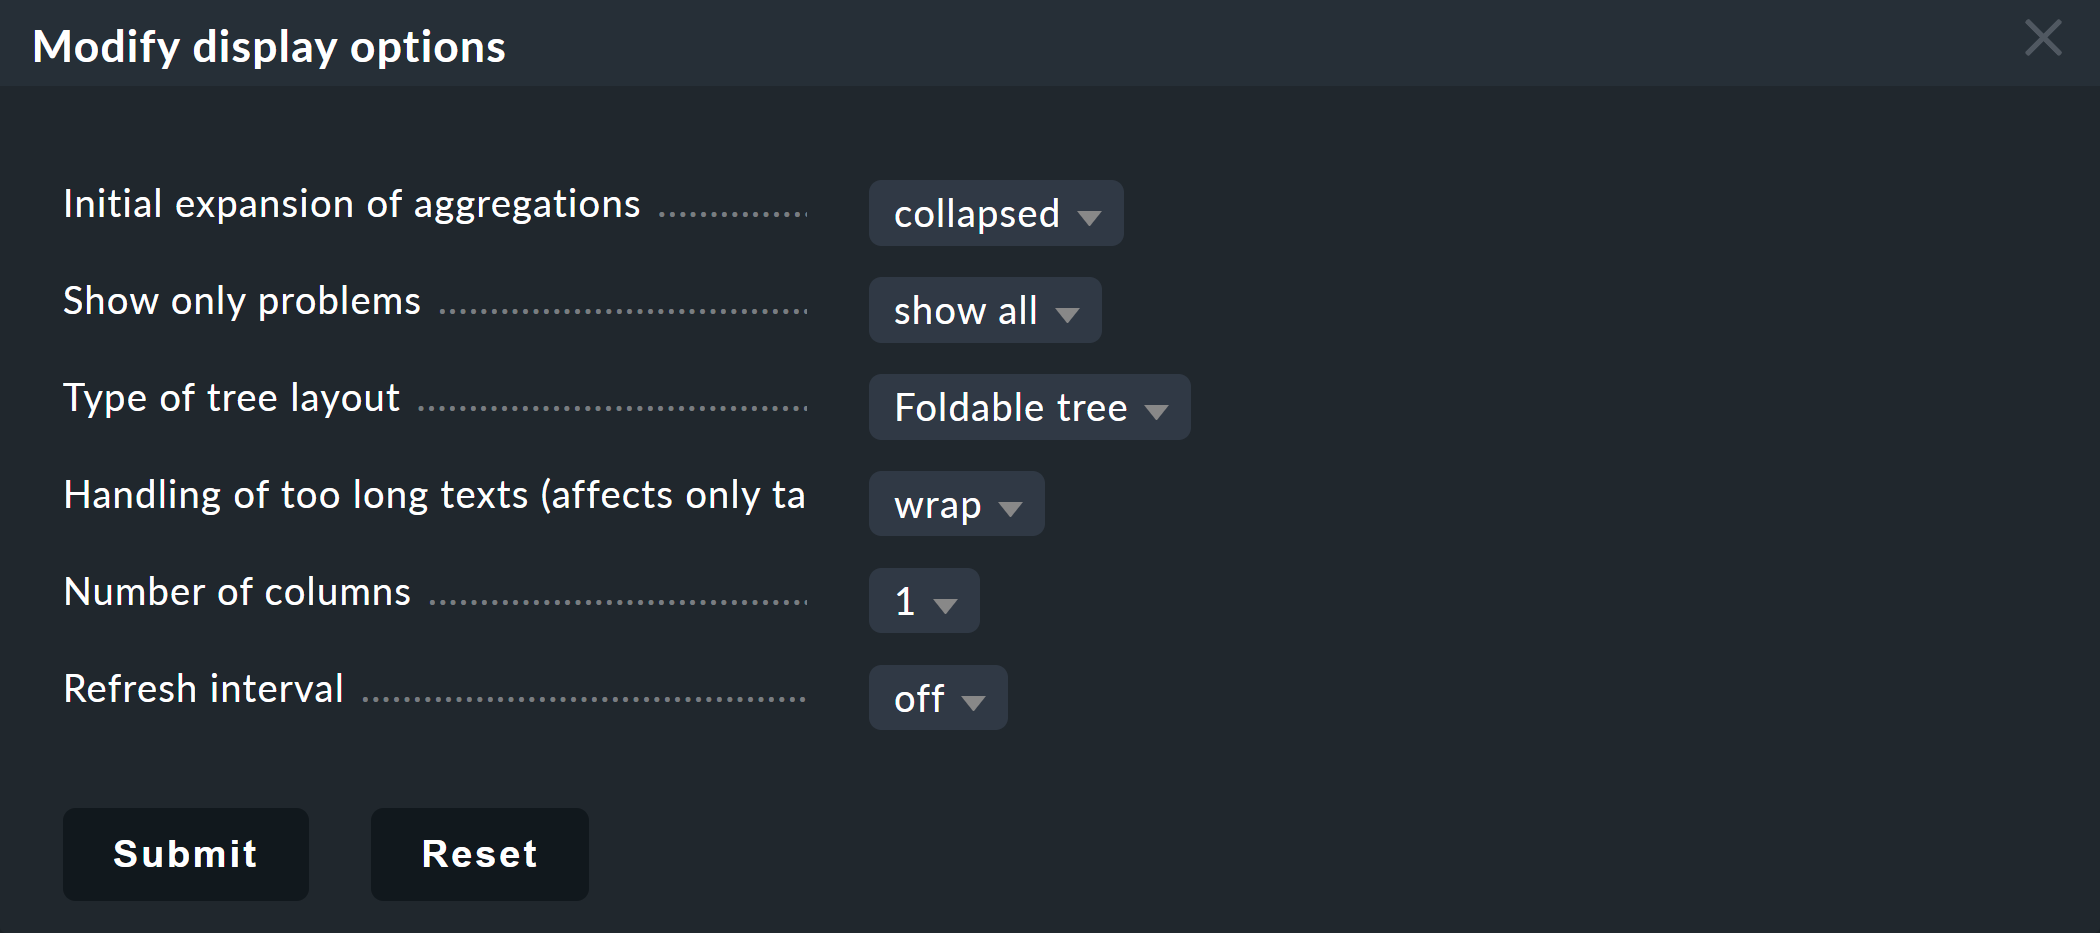 Modify display options
Initial expansion of aggregations
collapsed
Show only problems
show all
Type of tree layout
Foldable tree
Handling of too long texts (affects only ta
wrap
Number of columns
1
Refresh interval
off
Submit
Reset